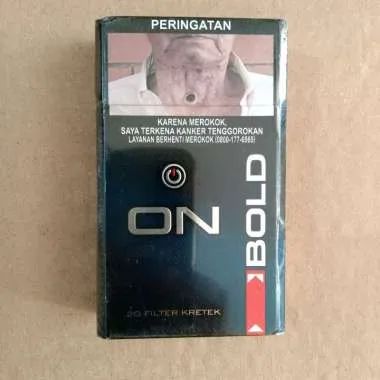 PERINGATAN
KARENA MEROKOK,
SAYA TERKENA KANKER TENGGOROKAN
LAYANAN BERHENTI MEROKOK (0800-177-6565)
ON
BOLD
20 FILTER KRETEK